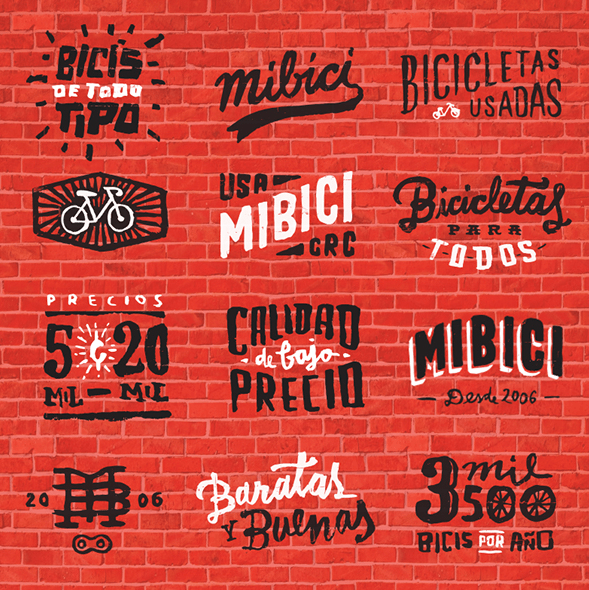 BICIS
DE TODO
TIPO
mibici
BICICLETAS
USADAS
USA
MIBICI
CRC
Bicicletas
PARA
TODOS
PRECIOS
5 ₡ 20
MIL — MIL
CALIDAD
de bajo
PRECIO
MIBICI
— Desde 2006 —
20 06
Baratas
y Buenas
3 mil
500
BICIS POR AÑO